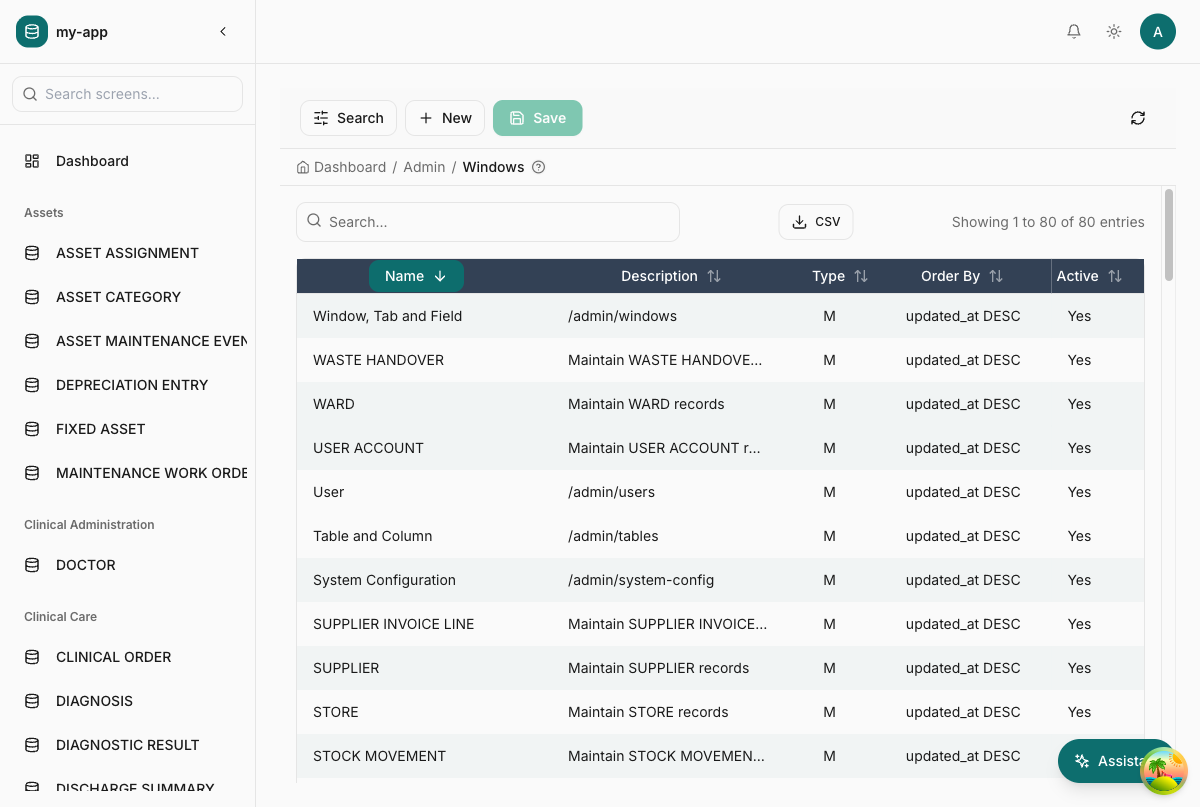 my-app
A
Search screens...
Search
New
Save
Dashboard
Dashboard / Admin / Windows
Assets
Search...
CSV
Showing 1 to 80 of 80 entries
ASSET ASSIGNMENT
ASSET CATEGORY
ASSET MAINTENANCE EVEN
DEPRECIATION ENTRY
FIXED ASSET
MAINTENANCE WORK ORDE
Clinical Administration
DOCTOR
Clinical Care
CLINICAL ORDER
DIAGNOSIS
DIAGNOSTIC RESULT
DISCHARGE SUMMARY
Name Description Type Order By Active
Window, Tab and Field /admin/windows M updated_at DESC Yes
WASTE HANDOVER Maintain WASTE HANDOVE... M updated_at DESC Yes
WARD Maintain WARD records M updated_at DESC Yes
USER ACCOUNT Maintain USER ACCOUNT r... M updated_at DESC Yes
User /admin/users M updated_at DESC Yes
Table and Column /admin/tables M updated_at DESC Yes
System Configuration /admin/system-config M updated_at DESC Yes
SUPPLIER INVOICE LINE Maintain SUPPLIER INVOICE... M updated_at DESC Yes
SUPPLIER Maintain SUPPLIER records M updated_at DESC Yes
STORE Maintain STORE records M updated_at DESC Yes
STOCK MOVEMENT Maintain STOCK MOVEMEN... M updated_at DESC Yes
Assista